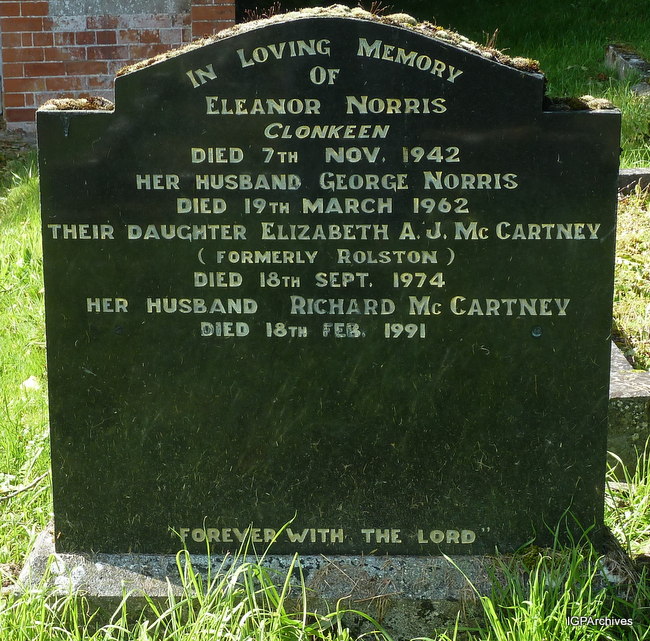 In Loving Memory
OF
Eleanor Norris
Clonkeen
DIED 7TH NOV. 1942
HER HUSBAND George Norris
DIED 19TH MARCH 1962
THEIR DAUGHTER Elizabeth A. J. Mc Cartney
( FORMERLY Rolston )
DIED 18TH SEPT. 1974
HER HUSBAND Richard Mc Cartney
DIED 18TH FEB. 1991
"Forever with the Lord"
IGPArchives